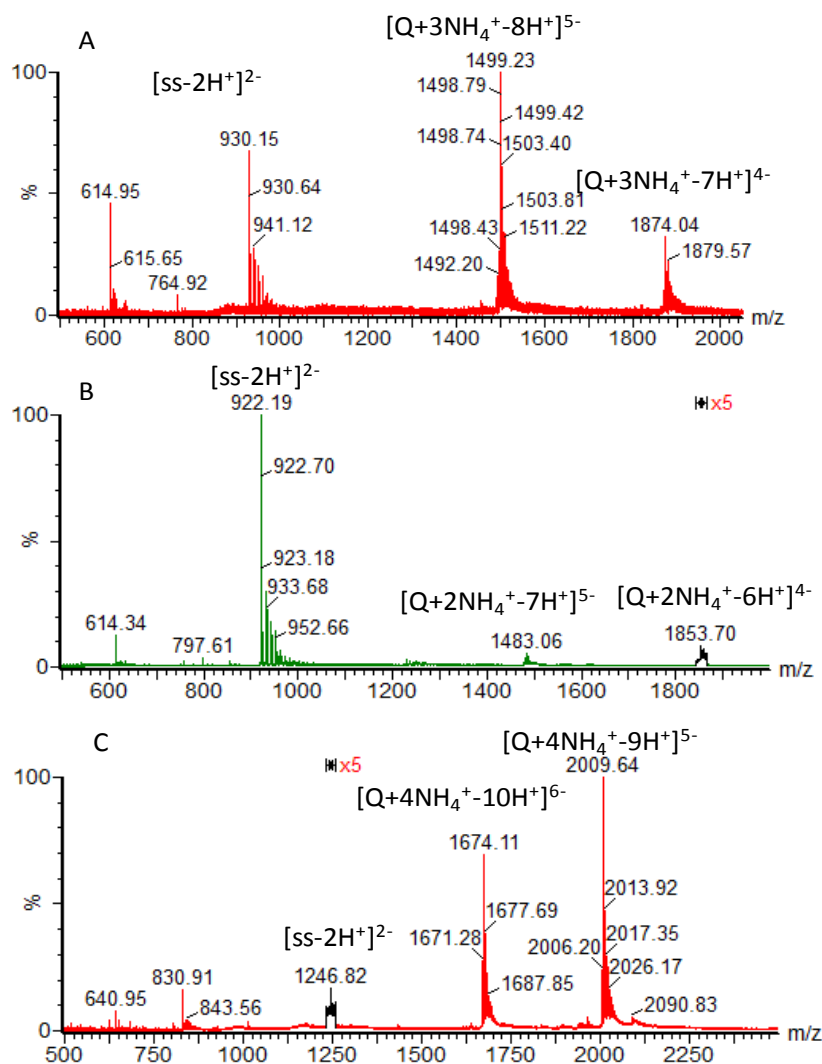 A
[Q+3NH₄⁺-8H⁺]⁵⁻
[ss-2H⁺]²⁻
100
1499.23
1498.79
1499.42
1498.74
1503.40
930.15
[Q+3NH₄⁺-7H⁺]⁴⁻
614.95
930.64
%
1503.81
1874.04
941.12
1498.43
1511.22
615.65
1879.57
764.92
1492.20
0
600 800 1000 1200 1400 1600 1800 2000
m/z
B
[ss-2H⁺]²⁻
922.19
x5
100
922.70
%
923.18
933.68
[Q+2NH₄⁺-7H⁺]⁵⁻
[Q+2NH₄⁺-6H⁺]⁴⁻
614.34
952.66
797.61
1483.06
1853.70
0
600 800 1000 1200 1400 1600 1800
m/z
C
[Q+4NH₄⁺-9H⁺]⁵⁻
x5
2009.64
100
[Q+4NH₄⁺-10H⁺]⁶⁻
1674.11
2013.92
%
1677.69
[ss-2H⁺]²⁻
1671.28
2017.35
2006.20
1246.82
2026.17
830.91
1687.85
640.95
843.56
2090.83
0
500 750 1000 1250 1500 1750 2000 2250
m/z